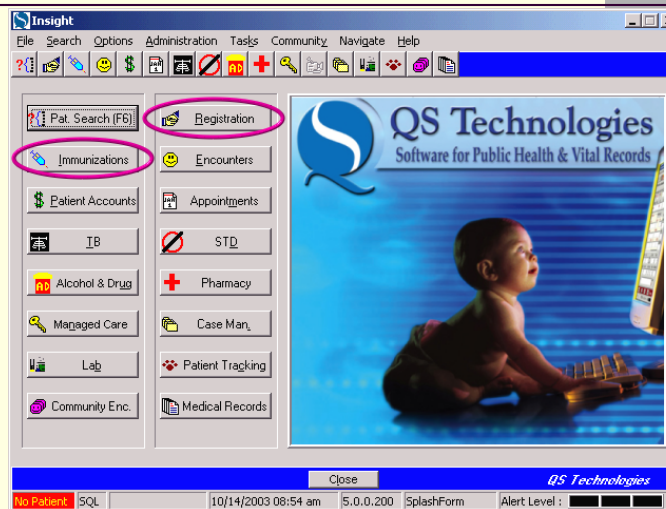 Insight
File Search Options Administration Tasks Community Navigate Help
Pat. Search (F6) Registration
Immunizations Encounters
Patient Accounts Appointments
TB STD
Alcohol & Drug Pharmacy
Managed Care Case Man.
Lab Patient Tracking
Community Enc. Medical Records
QS Technologies
Software for Public Health & Vital Records
Close QS Technologies
No Patient SQL 10/14/2003 08:54 am 5.0.0.200 SplashForm Alert Level :